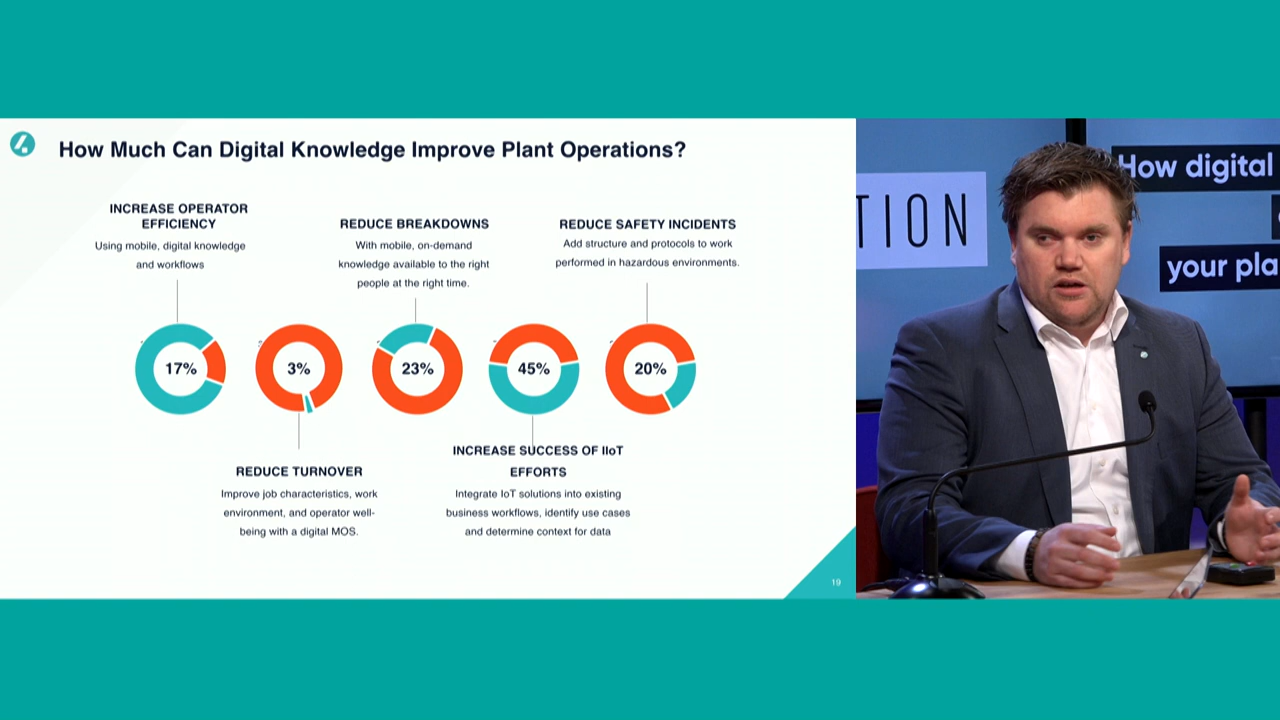 How Much Can Digital Knowledge Improve Plant Operations?
INCREASE OPERATOR
EFFICIENCY
Using mobile, digital knowledge
and workflows
REDUCE BREAKDOWNS
With mobile, on-demand
knowledge available to the right
people at the right time.
REDUCE SAFETY INCIDENTS
Add structure and protocols to work
performed in hazardous environments.
17%
3%
23%
45%
20%
REDUCE TURNOVER
Improve job characteristics, work
environment, and operator well-
being with a digital MOS.
INCREASE SUCCESS OF IIoT
EFFORTS
Integrate IoT solutions into existing
business workflows, identify use cases
and determine context for data
19
TION
How digital
your pla